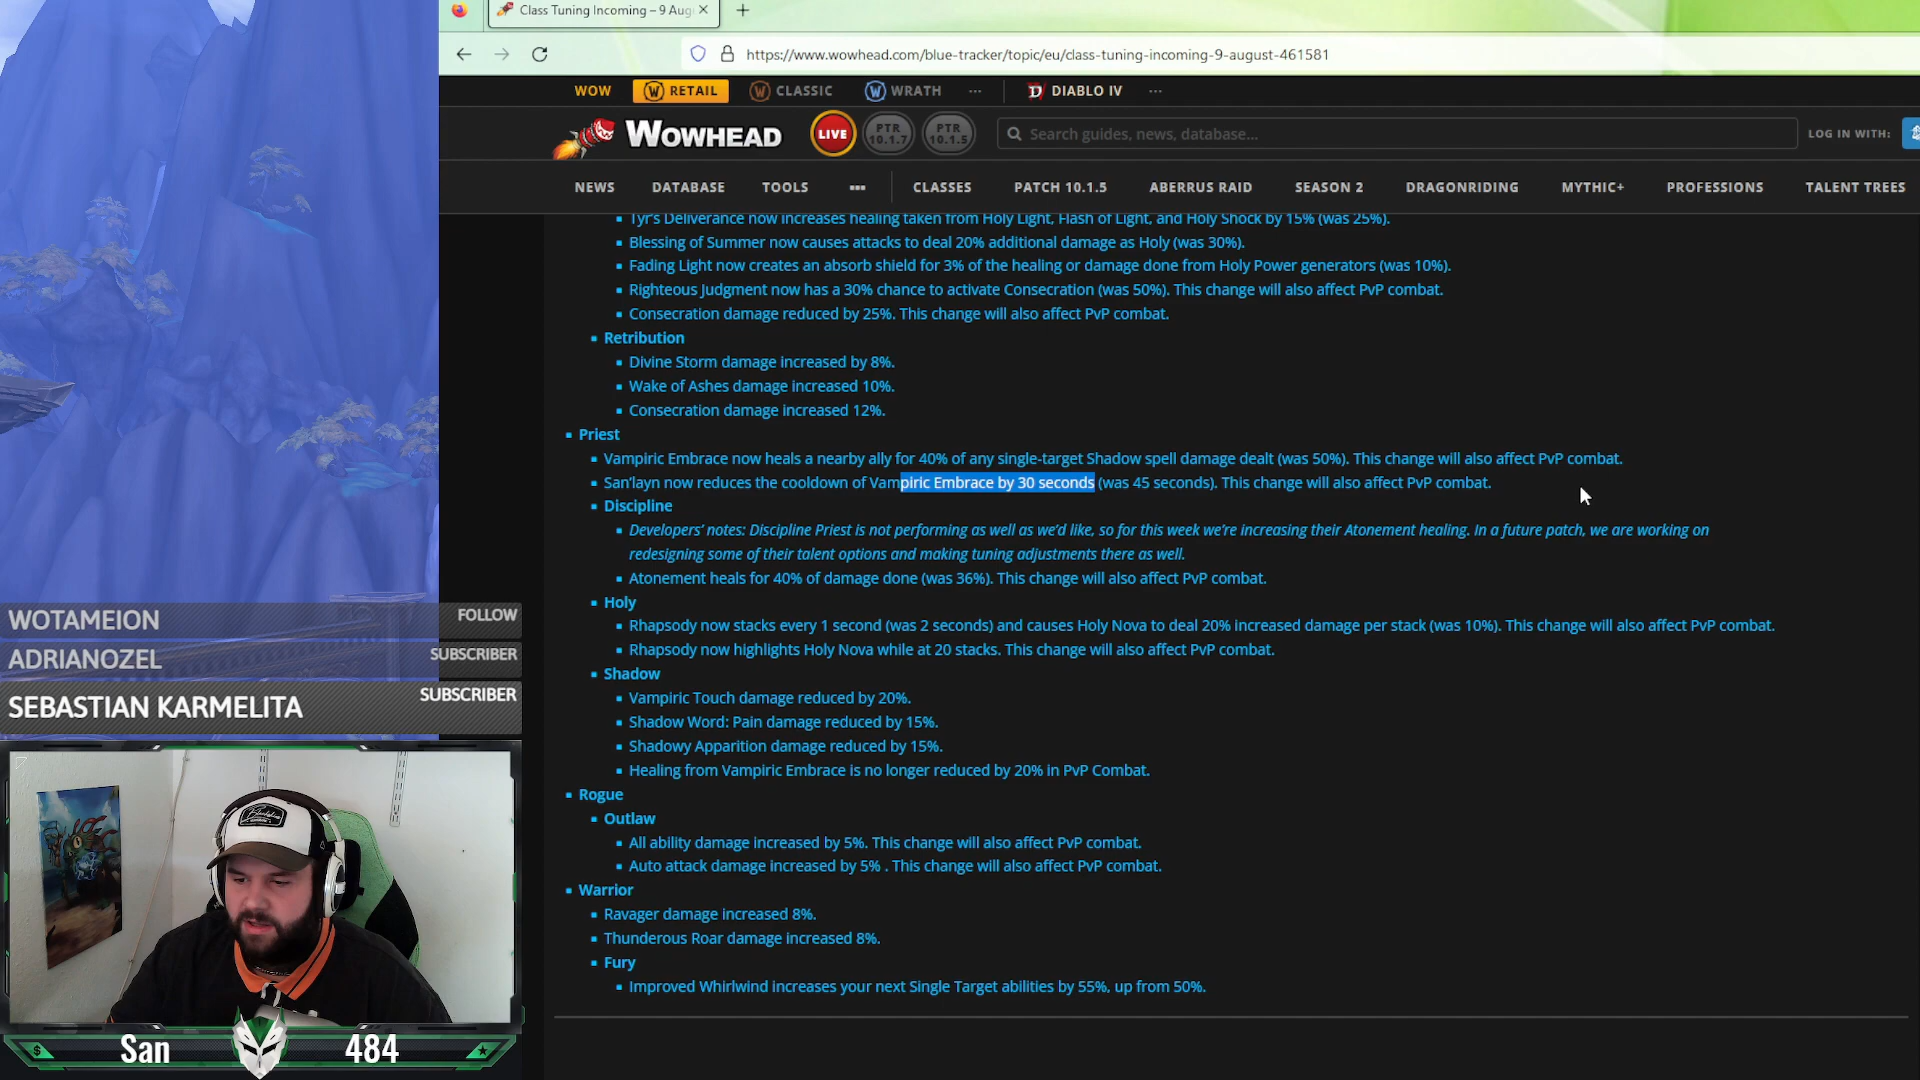 Class Tuning Incoming – 9 Aug
https://www.wowhead.com/blue-tracker/topic/eu/class-tuning-incoming-9-august-461581
WOW RETAIL CLASSIC WRATH ... DIABLO IV ...
WOWHEAD LIVE PTR 10.1.7 PTR 10.1.5 Search guides, news, database... LOG IN WITH:
NEWS DATABASE TOOLS ... CLASSES PATCH 10.1.5 ABERRUS RAID SEASON 2 DRAGONRIDING MYTHIC+ PROFESSIONS TALENT TREES
Tyr's Deliverance now increases healing taken from Holy Light, Flash of Light, and Holy Shock by 15% (was 25%).
Blessing of Summer now causes attacks to deal 20% additional damage as Holy (was 30%).
Fading Light now creates an absorb shield for 3% of the healing or damage done from Holy Power generators (was 10%).
Righteous Judgment now has a 30% chance to activate Consecration (was 50%). This change will also affect PvP combat.
Consecration damage reduced by 25%. This change will also affect PvP combat.
Retribution
Divine Storm damage increased by 8%.
Wake of Ashes damage increased 10%.
Consecration damage increased 12%.
Priest
Vampiric Embrace now heals a nearby ally for 40% of any single-target Shadow spell damage dealt (was 50%). This change will also affect PvP combat.
San'layn now reduces the cooldown of Vampiric Embrace by 30 seconds (was 45 seconds). This change will also affect PvP combat.
Discipline
Developers' notes: Discipline Priest is not performing as well as we'd like, so for this week we're increasing their Atonement healing. In a future patch, we are working on
redesigning some of their talent options and making tuning adjustments there as well.
Atonement heals for 40% of damage done (was 36%). This change will also affect PvP combat.
Holy
Rhapsody now stacks every 1 second (was 2 seconds) and causes Holy Nova to deal 20% increased damage per stack (was 10%). This change will also affect PvP combat.
Rhapsody now highlights Holy Nova while at 20 stacks. This change will also affect PvP combat.
Shadow
Vampiric Touch damage reduced by 20%.
Shadow Word: Pain damage reduced by 15%.
Shadowy Apparition damage reduced by 15%.
Healing from Vampiric Embrace is no longer reduced by 20% in PvP Combat.
Rogue
Outlaw
All ability damage increased by 5%. This change will also affect PvP combat.
Auto attack damage increased by 5% . This change will also affect PvP combat.
Warrior
Ravager damage increased 8%.
Thunderous Roar damage increased 8%.
Fury
Improved Whirlwind increases your next Single Target abilities by 55%, up from 50%.
WOTAMEION FOLLOW
ADRIANOZEL SUBSCRIBER
SEBASTIAN KARMELITA SUBSCRIBER
$ San 484